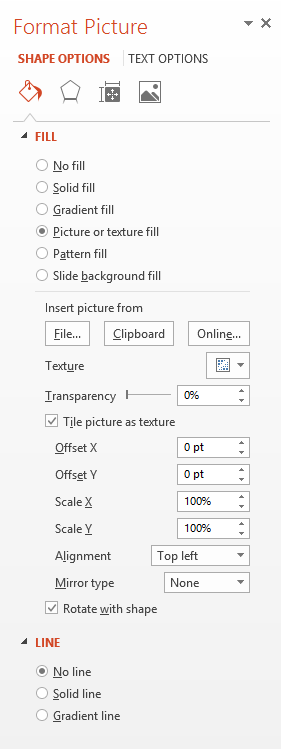 Format Picture
SHAPE OPTIONS TEXT OPTIONS
FILL
No fill
Solid fill
Gradient fill
Picture or texture fill
Pattern fill
Slide background fill
Insert picture from
File... Clipboard Online...
Texture
Transparency 0%
Tile picture as texture
Offset X 0 pt
Offset Y 0 pt
Scale X 100%
Scale Y 100%
Alignment Top left
Mirror type None
Rotate with shape
LINE
No line
Solid line
Gradient line